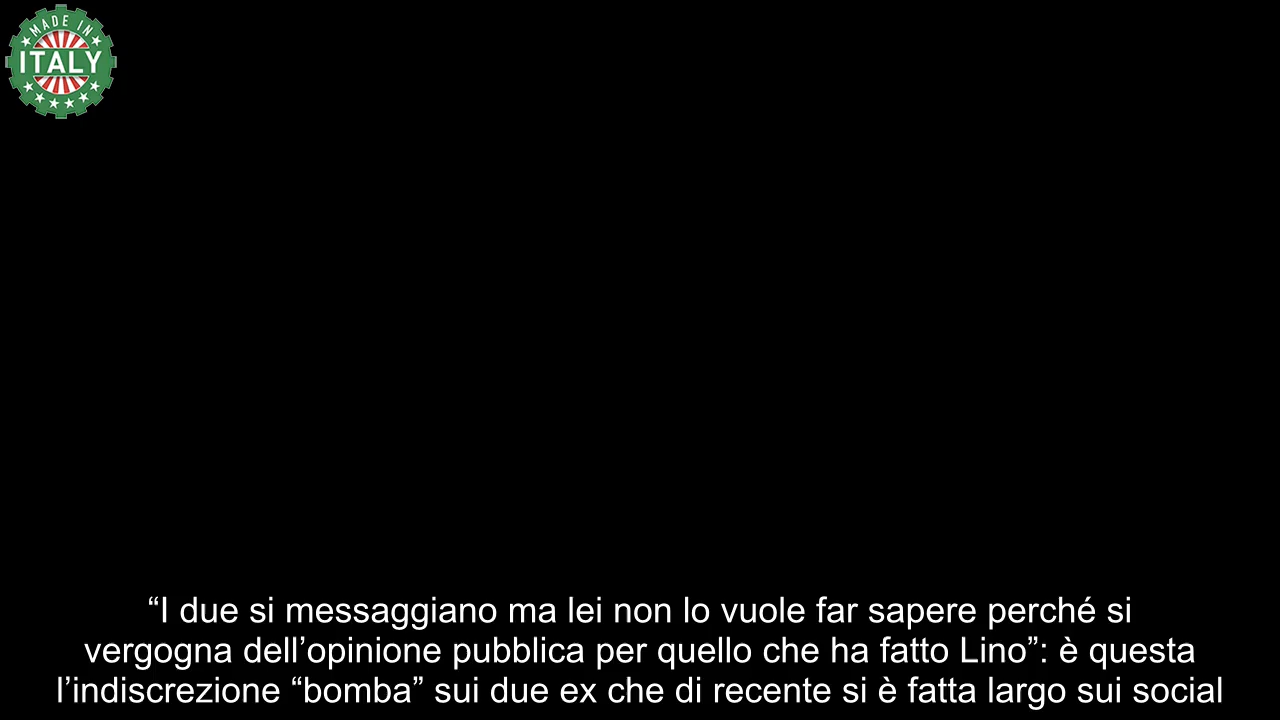 MADE IN
ITALY
“I due si messaggiano ma lei non lo vuole far sapere perché si
vergogna dell’opinione pubblica per quello che ha fatto Lino”: è questa
l’indiscrezione “bomba” sui due ex che di recente si è fatta largo sui social